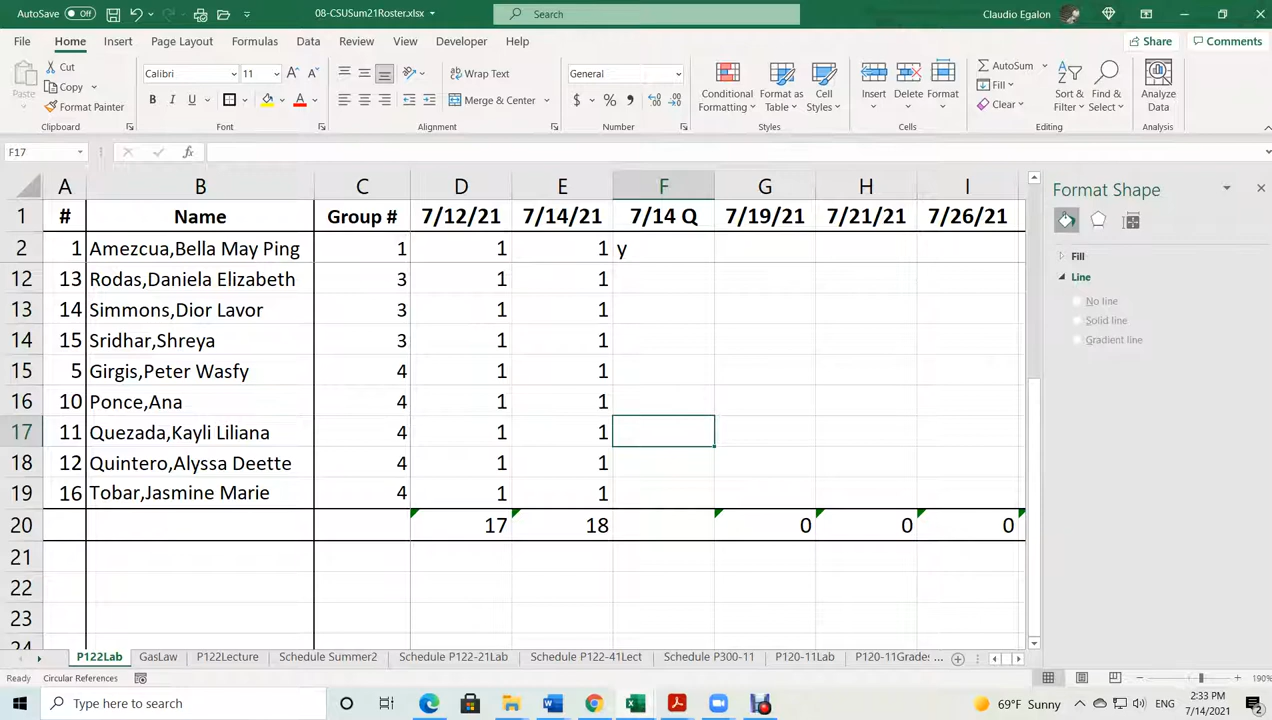 AutoSave Off 08-CSUSum21Roster.xlsx Search Claudio Egalon
File Home Insert Page Layout Formulas Data Review View Developer Help Share Comments
Paste Cut Copy Format Painter Clipboard
Calibri 11 B I U A Font
Wrap Text Merge & Center Alignment
General $ % Number
Conditional Formatting Format as Table Cell Styles Styles
Insert Delete Format Cells
AutoSum Fill Clear Sort & Filter Find & Select Editing
Analyze Data Analysis
F17 fx
A B C D E F G H I
1 # Name Group # 7/12/21 7/14/21 7/14 Q 7/19/21 7/21/21 7/26/21
2 1 Amezcua,Bella May Ping 1 1 1 y
12 13 Rodas,Daniela Elizabeth 3 1 1
13 14 Simmons,Dior Lavor 3 1 1
14 15 Sridhar,Shreya 3 1 1
15 5 Girgis,Peter Wasfy 4 1 1
16 10 Ponce,Ana 4 1 1
17 11 Quezada,Kayli Liliana 4 1 1
18 12 Quintero,Alyssa Deette 4 1 1
19 16 Tobar,Jasmine Marie 4 1 1
20 17 18 0 0 0
21
22
23
24
Format Shape
Fill
Line
No line
Solid line
Gradient line
P122Lab GasLaw P122Lecture Schedule Summer2 Schedule P122-21Lab Schedule P122-41Lect Schedule P300-11 P120-11Lab P120-11Grades ...
Ready Circular References 190%
Type here to search 69°F Sunny ENG 2:33 PM
7/14/2021 2